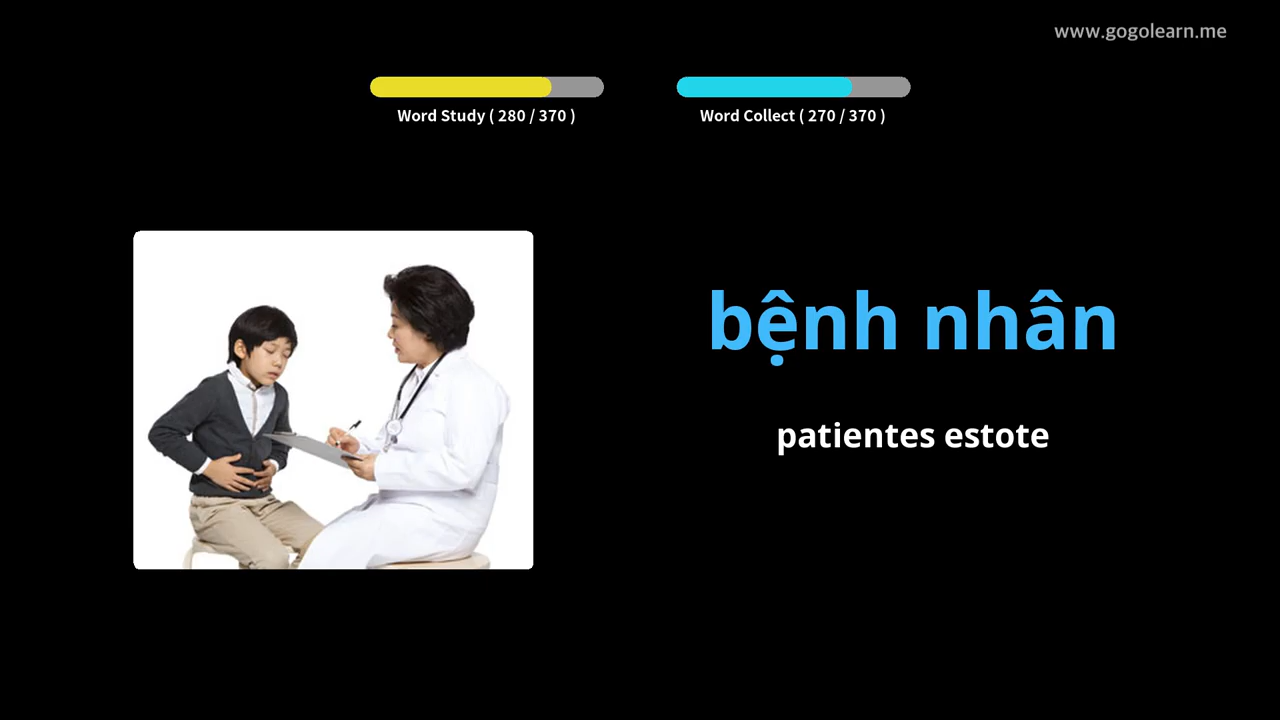 www.gogolearn.me
Word Study ( 280 / 370 )
Word Collect ( 270 / 370 )
bệnh nhân
patientes estote